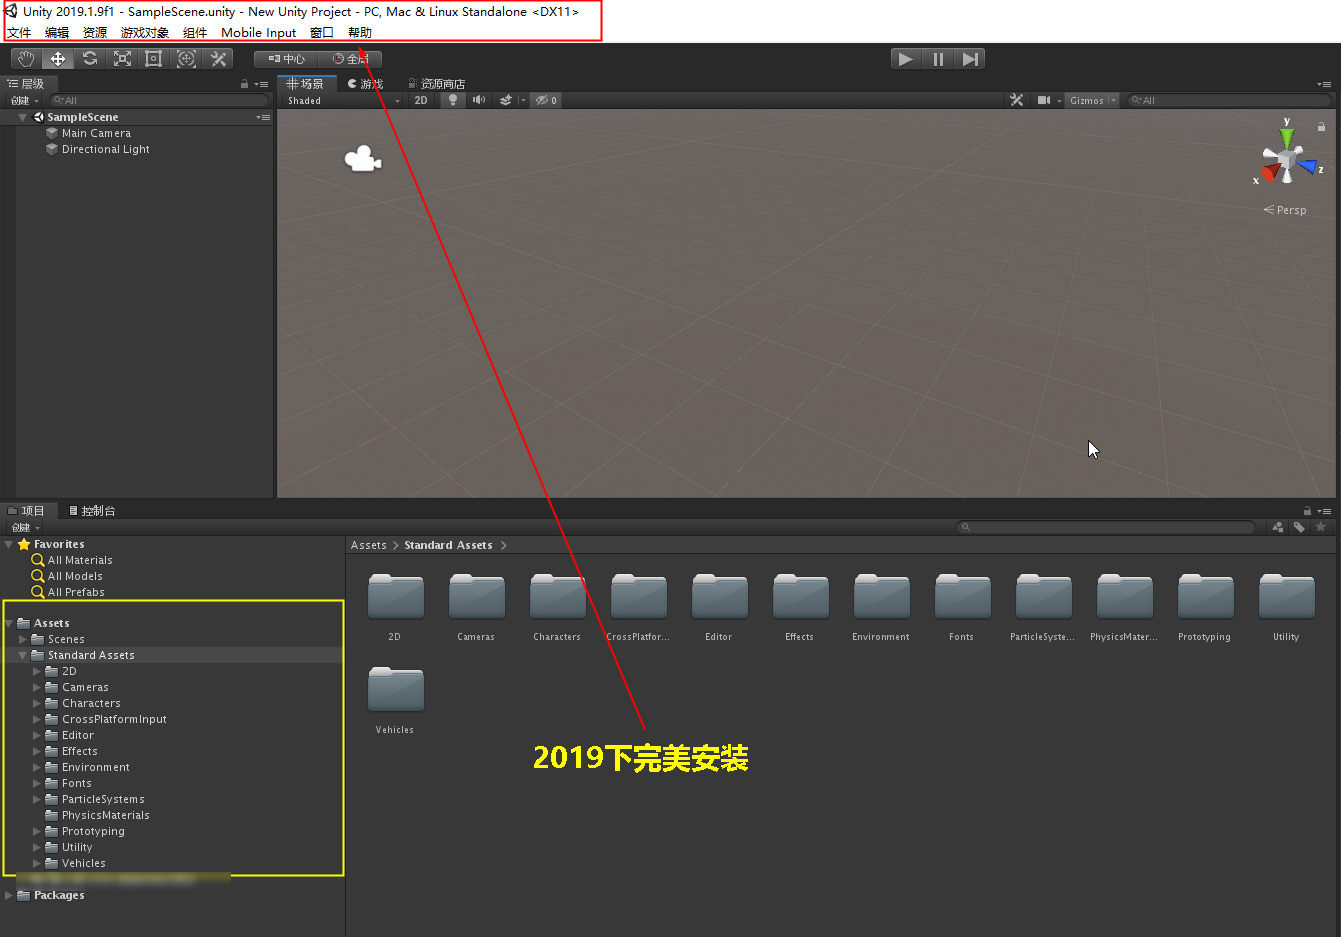 Unity 2019.1.9f1 - SampleScene.unity - New Unity Project - PC, Mac & Linux Standalone <DX11>
文件 编辑 资源 游戏对象 组件 Mobile Input 窗口 帮助
中心 全局
层级 场景 游戏 资源商店
创建 All Shaded 2D 0 Gizmos All
SampleScene
Main Camera
Directional Light
y
x
z
Persp
项目 控制台
创建
Favorites
All Materials
All Models
All Prefabs
Assets
Scenes
Standard Assets
2D
Cameras
Characters
CrossPlatformInput
Editor
Effects
Environment
Fonts
ParticleSystems
PhysicsMaterials
Prototyping
Utility
Vehicles
Packages
Assets > Standard Assets >
2D Cameras Characters CrossPlatfor... Editor Effects Environment Fonts ParticleSyste... PhysicsMater... Prototyping Utility
Vehicles
2019下完美安装